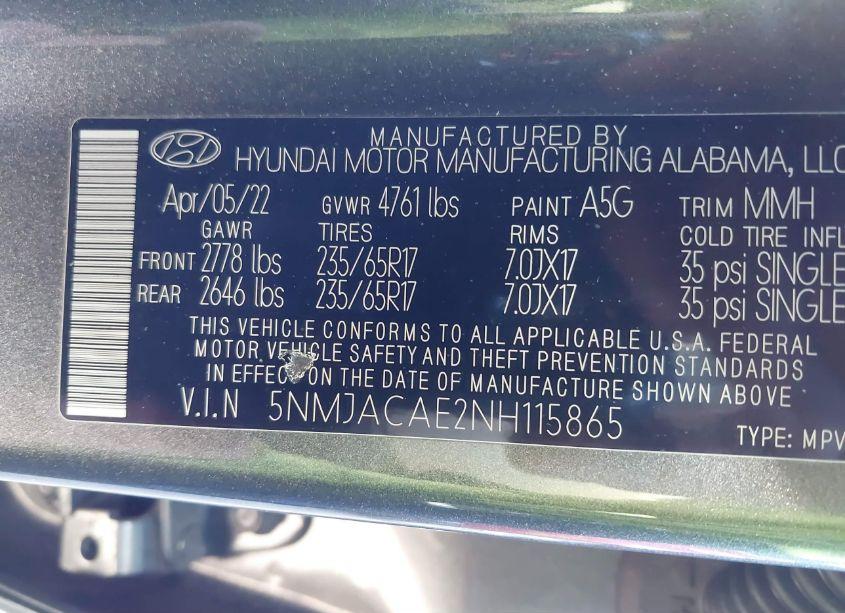 MANUFACTURED BY
HYUNDAI MOTOR MANUFACTURING ALABAMA, LLC
Apr/05/22 GVWR 4761 lbs PAINT A5G TRIM MMH
GAWR TIRES RIMS COLD TIRE INFL
FRONT 2778 lbs 235/65R17 7.0JX17 35 psi SINGLE
REAR 2646 lbs 235/65R17 7.0JX17 35 psi SINGLE
THIS VEHICLE CONFORMS TO ALL APPLICABLE U.S.A. FEDERAL
MOTOR VEHICLE SAFETY AND THEFT PREVENTION STANDARDS
IN EFFECT ON THE DATE OF MANUFACTURE SHOWN ABOVE
V.I.N 5NMJACAE2NH115865
TYPE: MPV